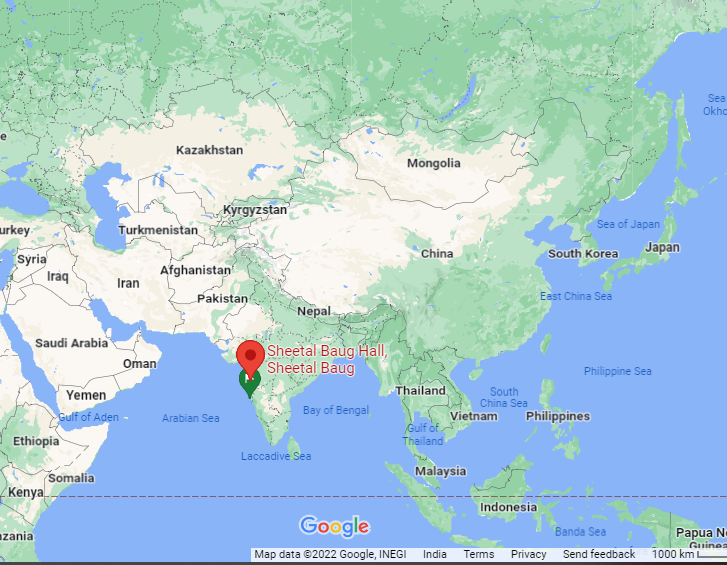 Sea
Okho
Kazakhstan
Mongolia
Kyrgyzstan
Sea of Japan
urkey
Turkmenistan
Japan
China
South Korea
Syria
Afghanistan
Iraq
Iran
East China Sea
Pakistan
Nepal
Saudi Arabia
Sheetal Baug Hall,
Sheetal Baug
Oman
Philippine Sea
Yemen
Thailand
South
China Sea
Gulf of Aden
Arabian Sea
Bay of Bengal
Vietnam
Philippines
Gulf of
Thailand
Ethiopia
Laccadive Sea
Malaysia
Somalia
Kenya
Indonesia
Google
nzania
Banda Sea
Papua Ne
Guinea
Map data ©2022 Google, INEGI India Terms Privacy Send feedback 1000 km